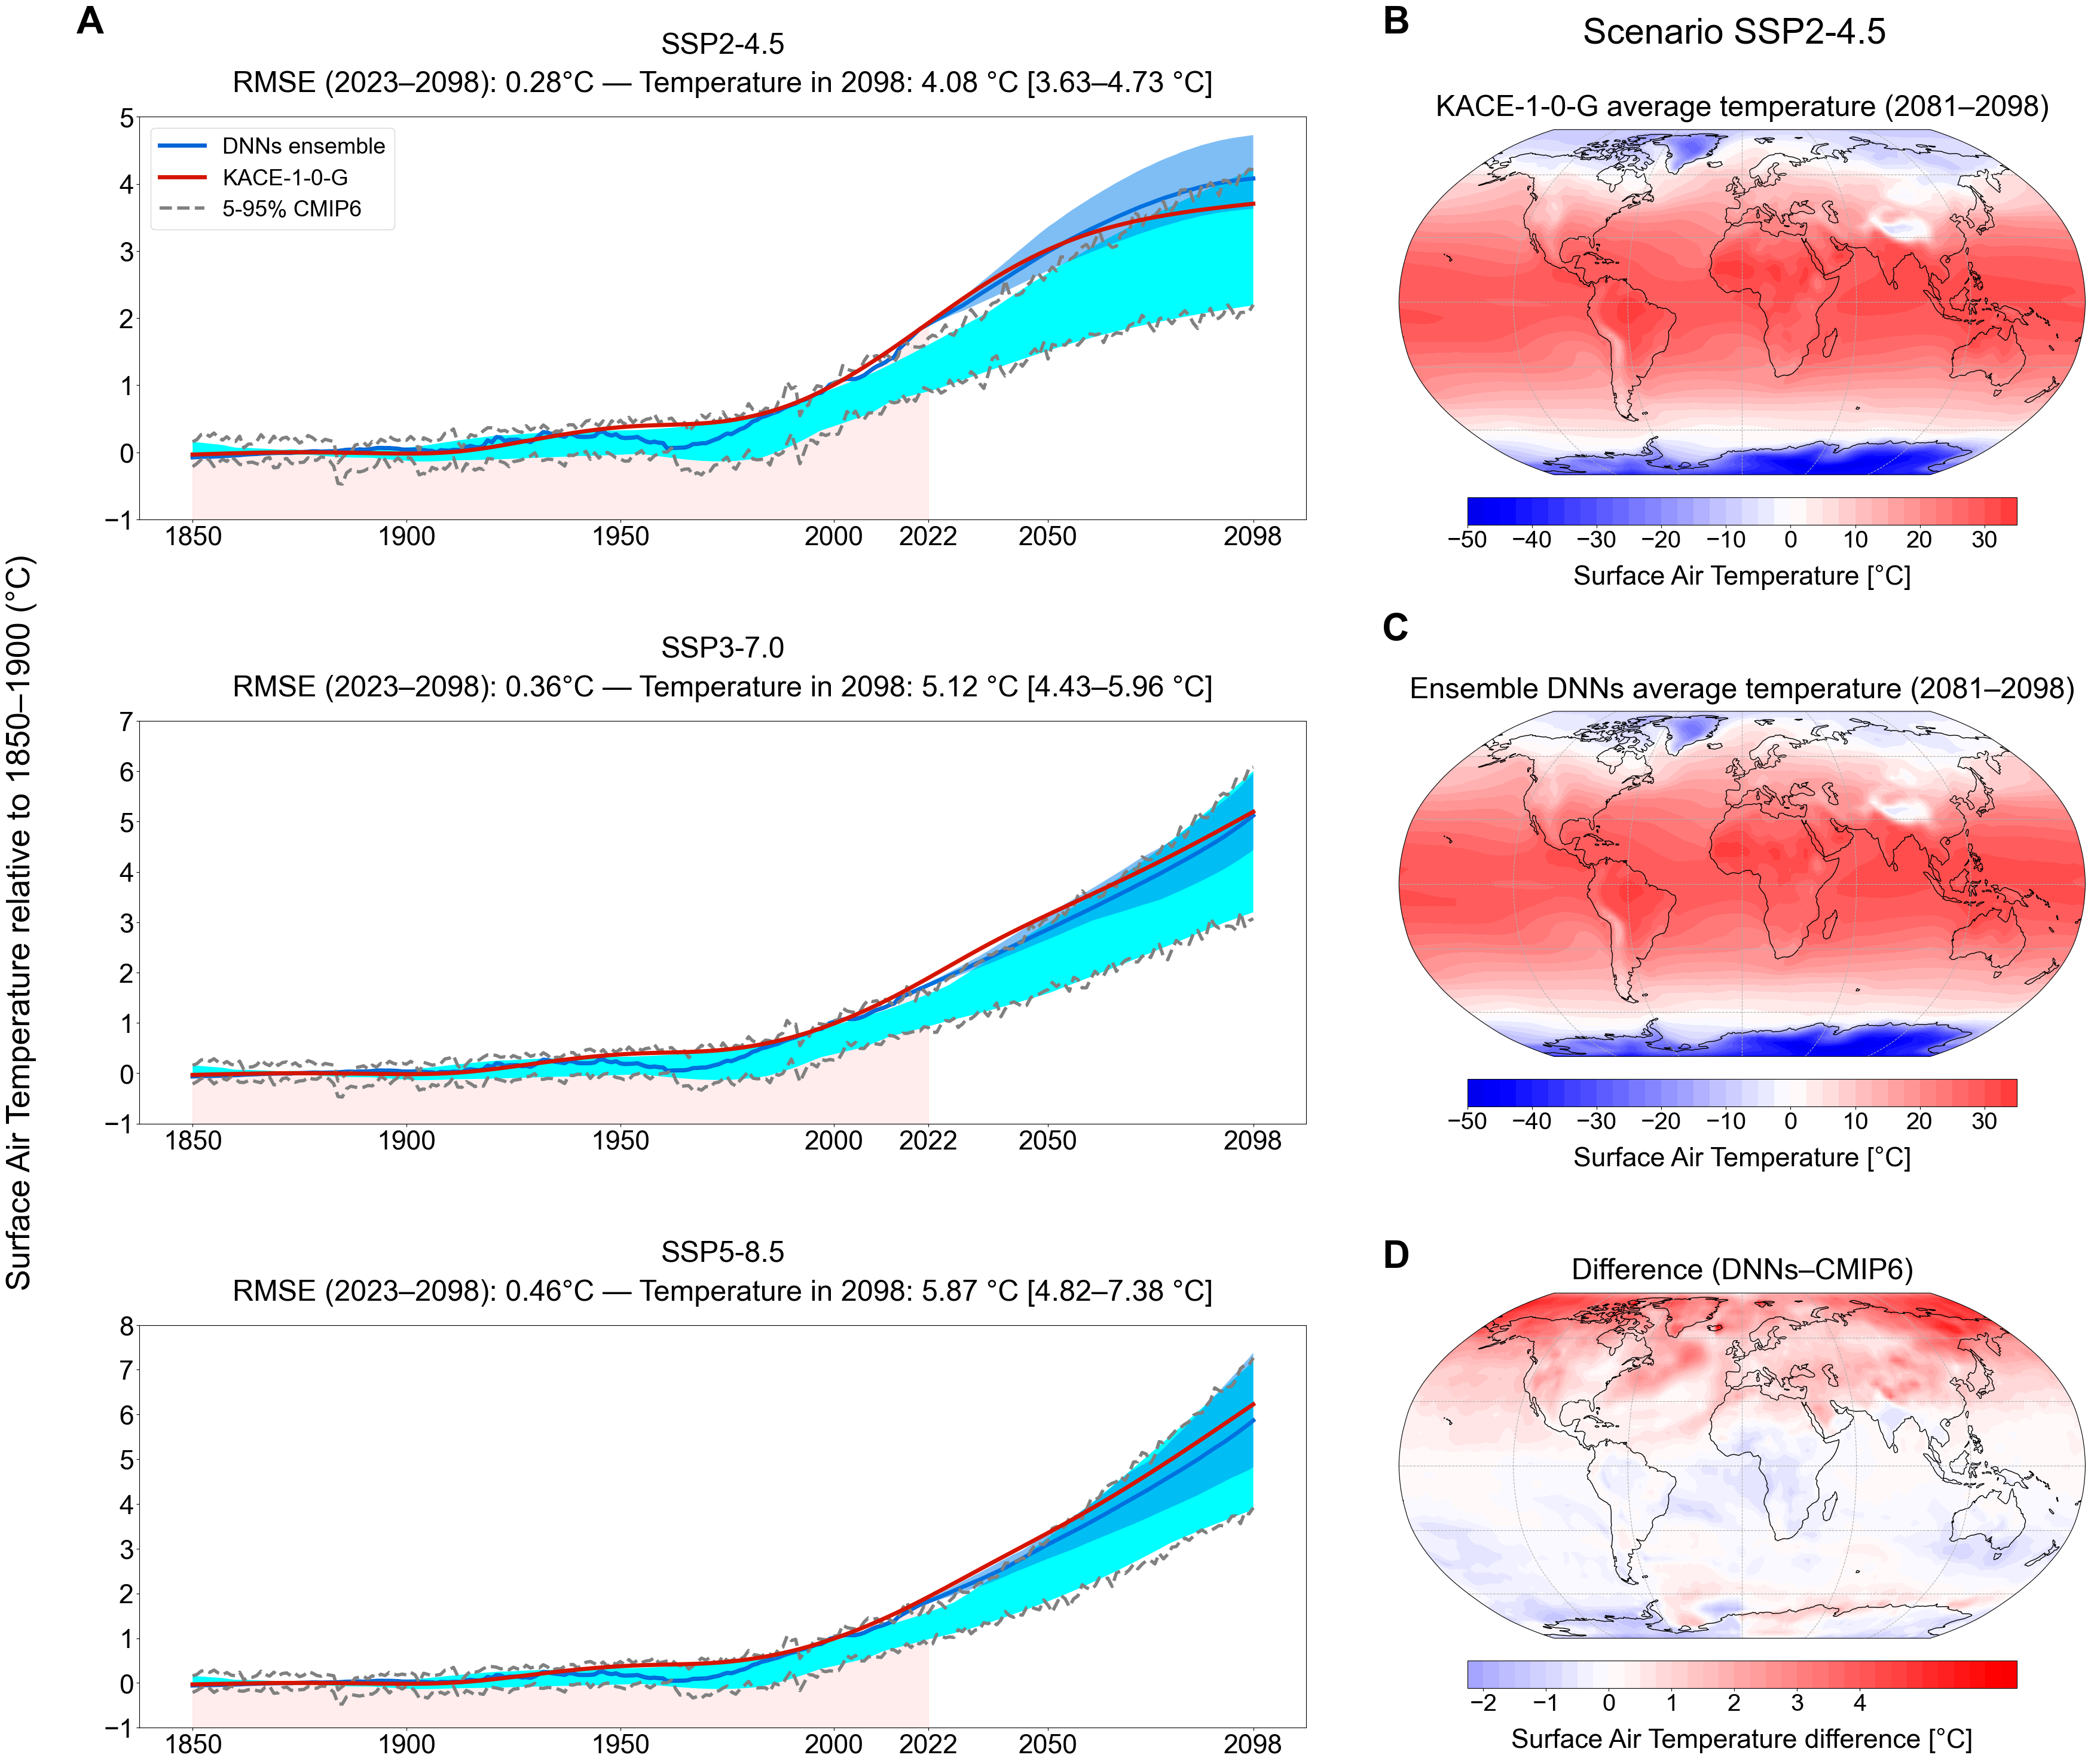 A
SSP2-4.5
RMSE (2023–2098): 0.28°C — Temperature in 2098: 4.08 °C [3.63–4.73 °C]
5
4
3
2
1
0
−1
DNNs ensemble
KACE-1-0-G
5-95% CMIP6
1850 1900 1950 2000 2022 2050 2098
Surface Air Temperature relative to 1850–1900 (°C)
SSP3-7.0
RMSE (2023–2098): 0.36°C — Temperature in 2098: 5.12 °C [4.43–5.96 °C]
7
6
5
4
3
2
1
0
−1
1850 1900 1950 2000 2022 2050 2098
SSP5-8.5
RMSE (2023–2098): 0.46°C — Temperature in 2098: 5.87 °C [4.82–7.38 °C]
8
7
6
5
4
3
2
1
0
−1
1850 1900 1950 2000 2022 2050 2098
B
Scenario SSP2-4.5
KACE-1-0-G average temperature (2081–2098)
−50 −40 −30 −20 −10 0 10 20 30
Surface Air Temperature [°C]
C
Ensemble DNNs average temperature (2081–2098)
−50 −40 −30 −20 −10 0 10 20 30
Surface Air Temperature [°C]
D
Difference (DNNs–CMIP6)
−2 −1 0 1 2 3 4
Surface Air Temperature difference [°C]